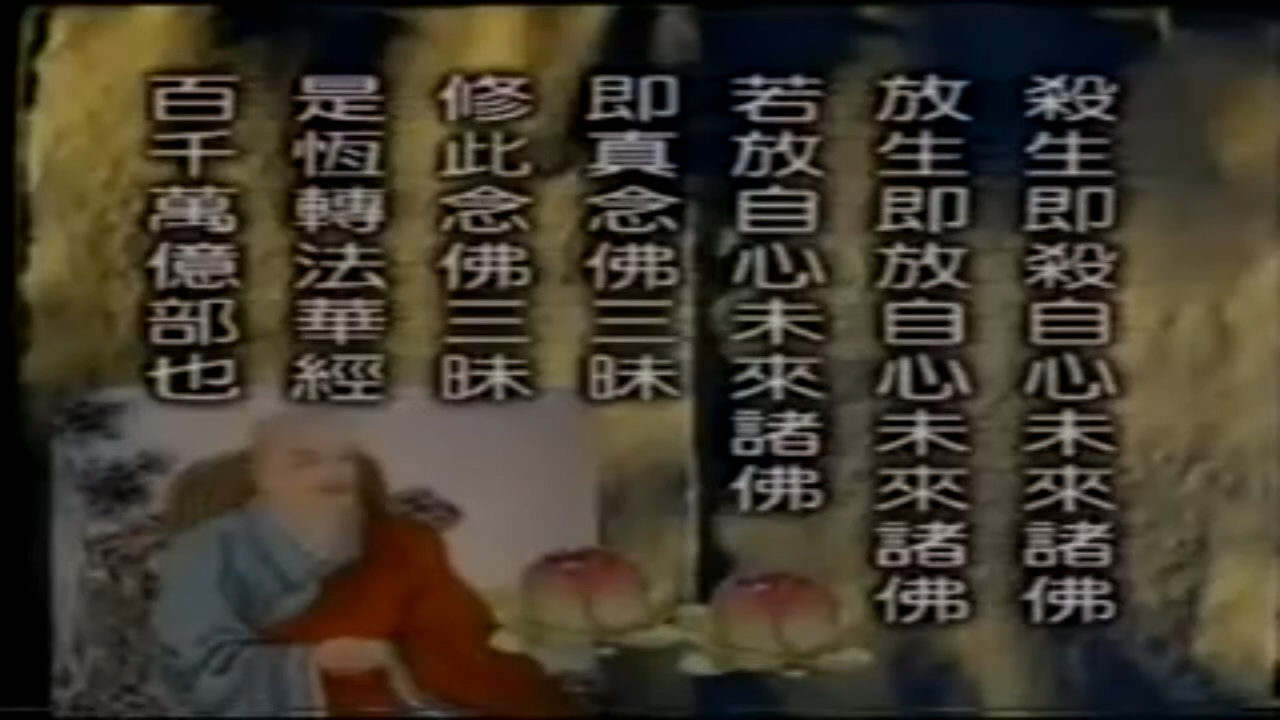 殺生即殺自心未來諸佛
放生即放自心未來諸佛
若放自心未來諸佛
即真念佛三昧
修此念佛三昧
是恆轉法華經
百千萬億部也